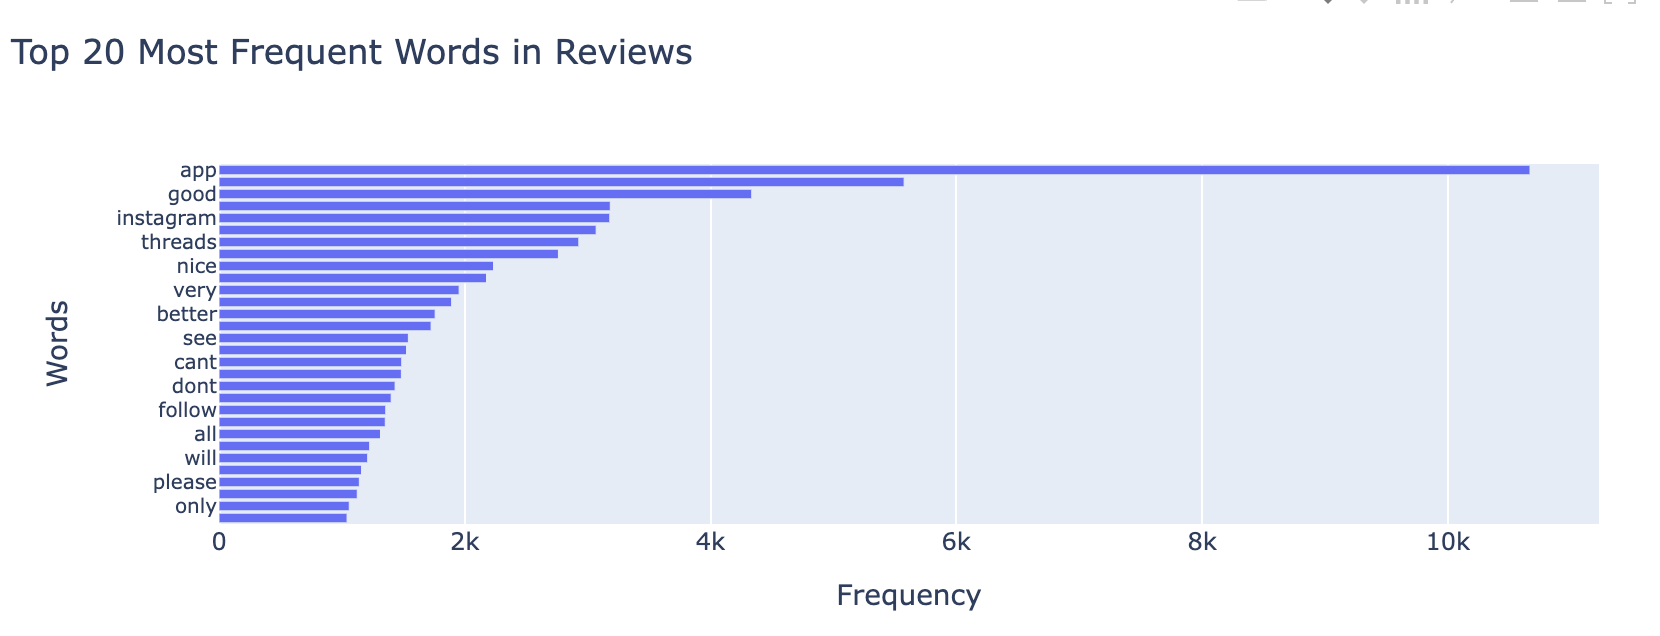 Top 20 Most Frequent Words in Reviews
app
good
instagram
threads
nice
very
better
see
cant
dont
follow
all
will
please
only
Words
0 2k 4k 6k 8k 10k
Frequency